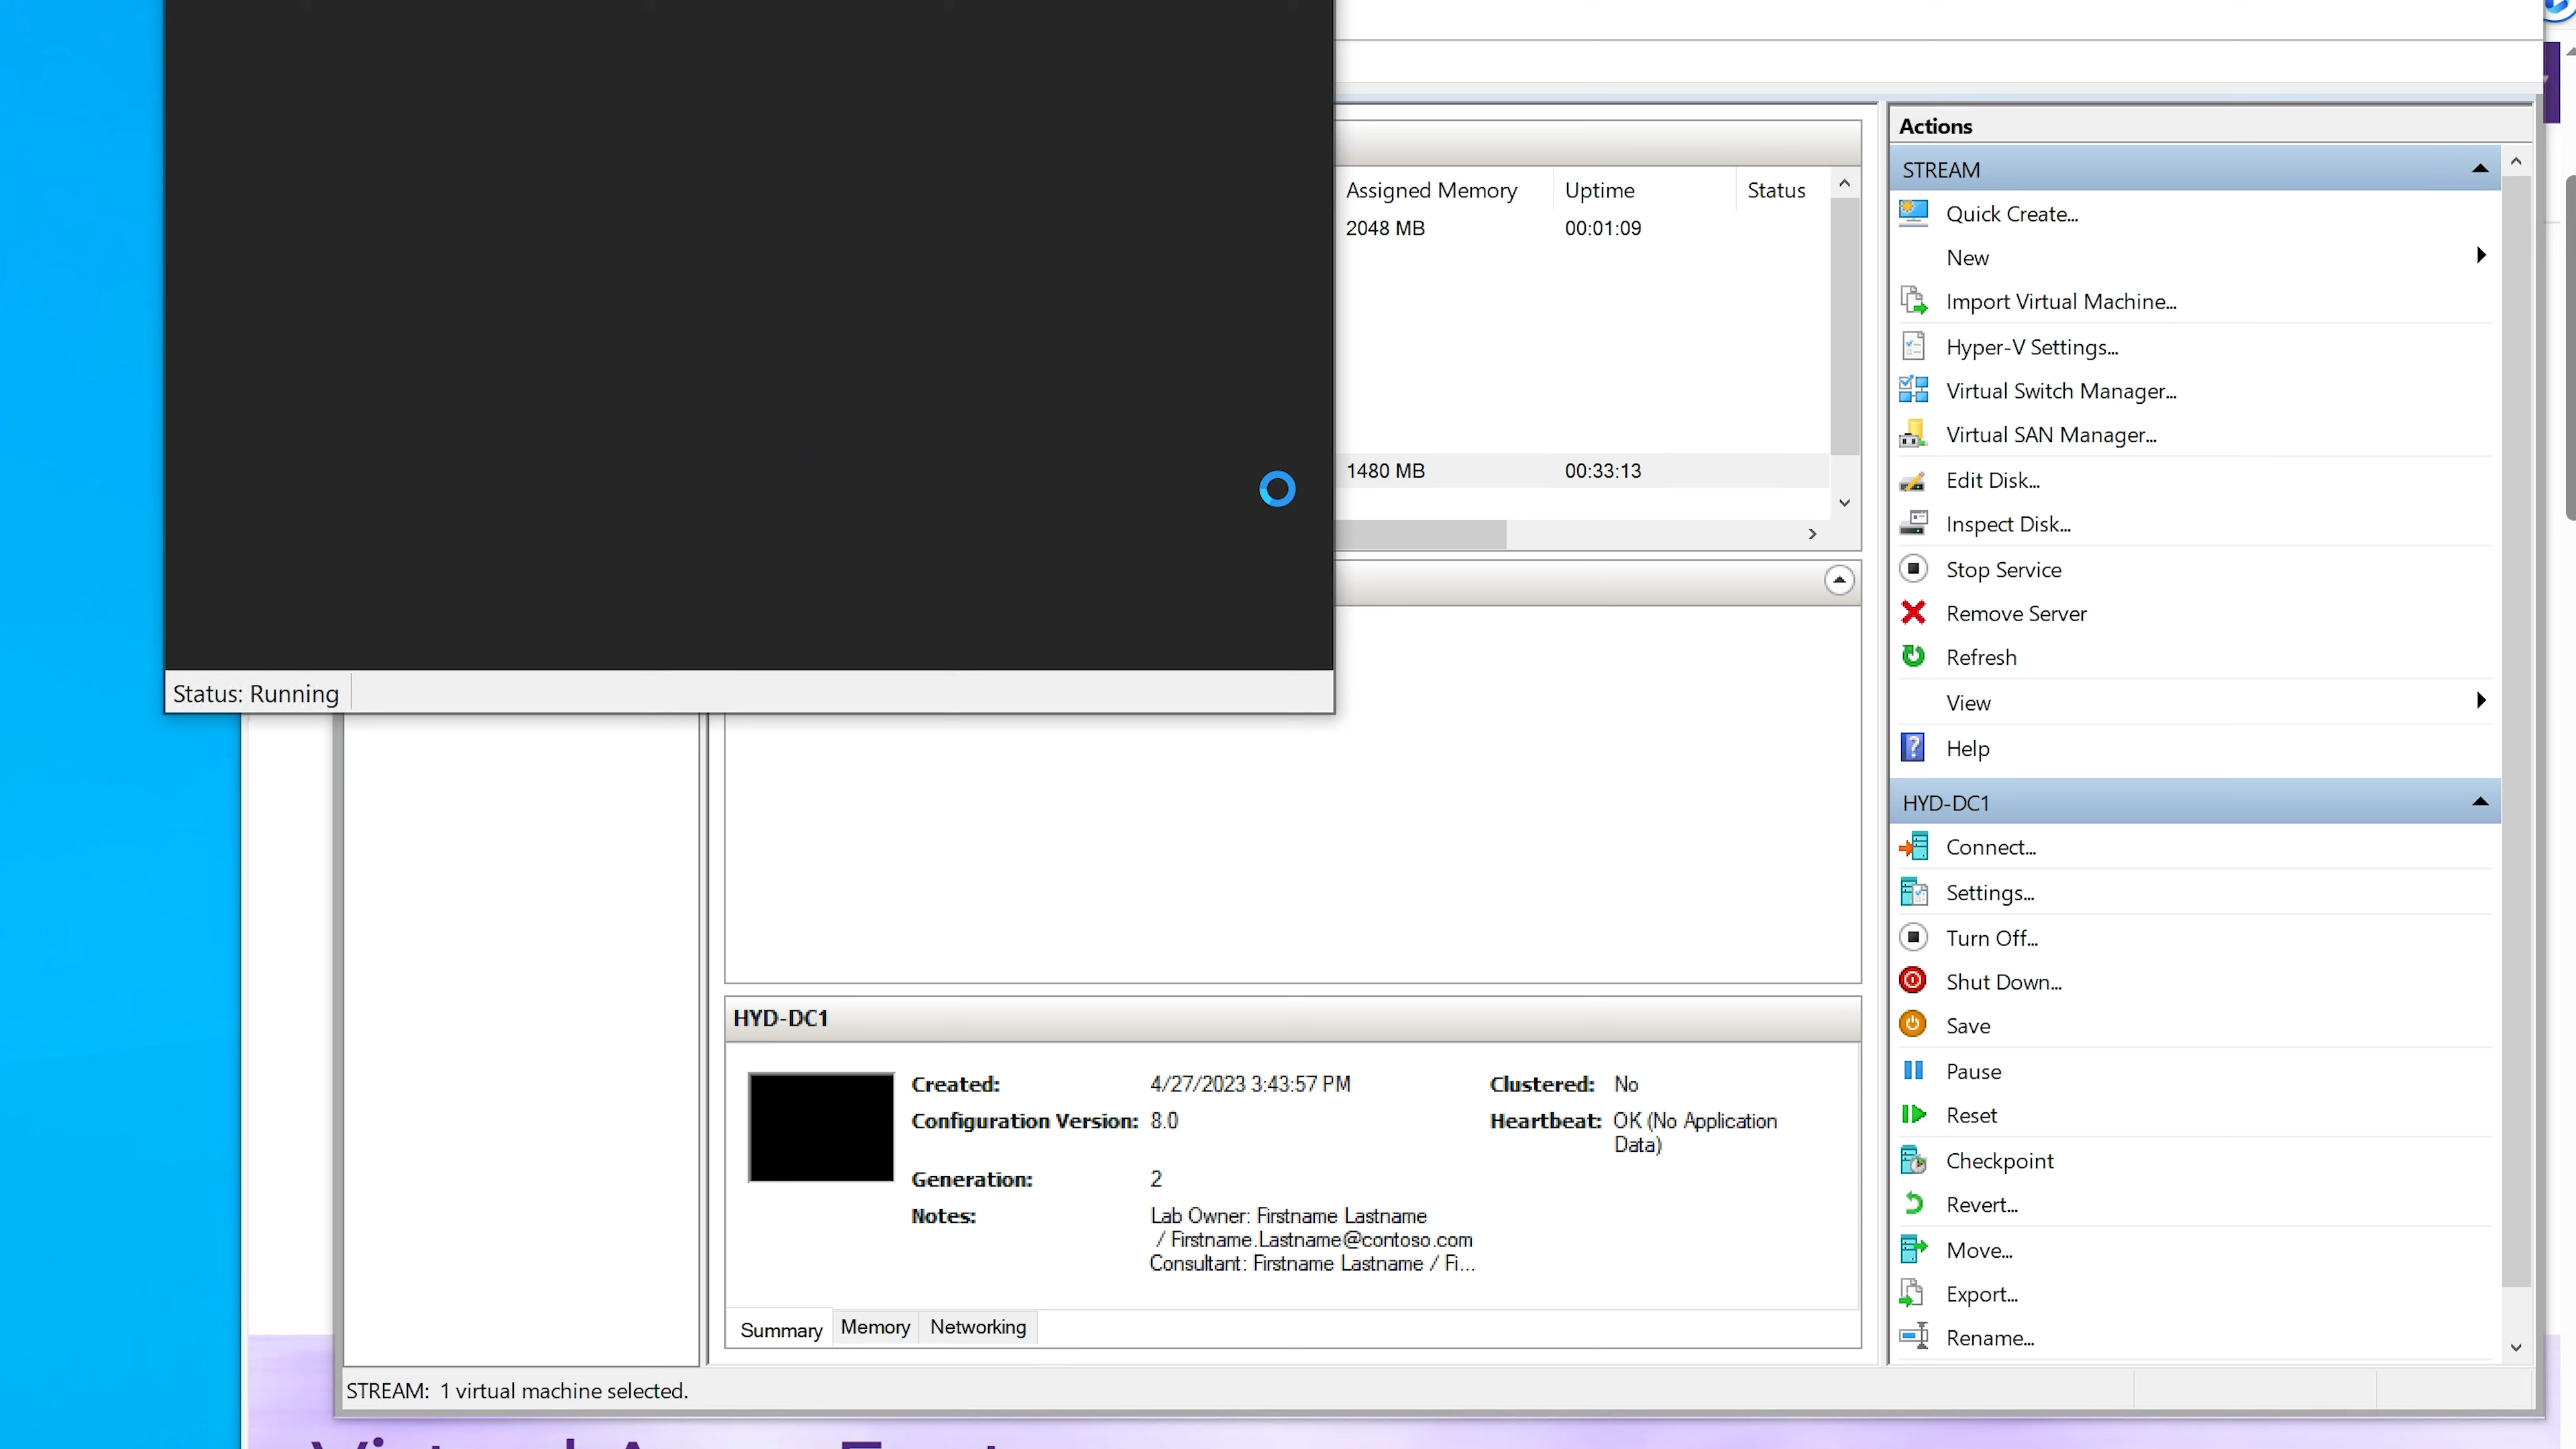 Actions
STREAM
Assigned Memory Uptime Status
Quick Create...
2048 MB 00:01:09
New
Import Virtual Machine...
Hyper-V Settings...
Virtual Switch Manager...
Virtual SAN Manager...
1480 MB 00:33:13
Edit Disk...
Inspect Disk...
Stop Service
Remove Server
Refresh
Status: Running
View
Help
HYD-DC1
Connect...
Settings...
Turn Off...
Shut Down...
Save
Pause
Reset
Checkpoint
Revert...
Move...
Export...
Rename...
HYD-DC1
Created: 4/27/2023 3:43:57 PM Clustered: No
Configuration Version: 8.0 Heartbeat: OK (No Application
Data)
Generation: 2
Notes: Lab Owner: Firstname Lastname
/ Firstname.Lastname@contoso.com
Consultant: Firstname Lastname / Fi...
Summary Memory Networking
STREAM: 1 virtual machine selected.